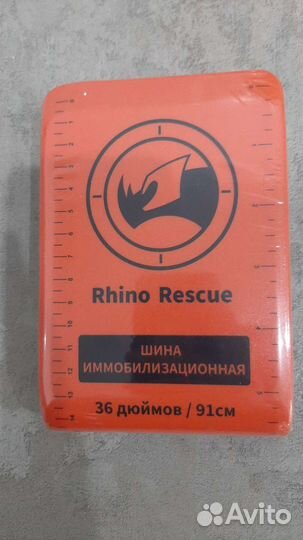 Rhino Rescue
ШИНА
ИММОБИЛИЗАЦИОННАЯ
36 дюймов / 91см
Avito